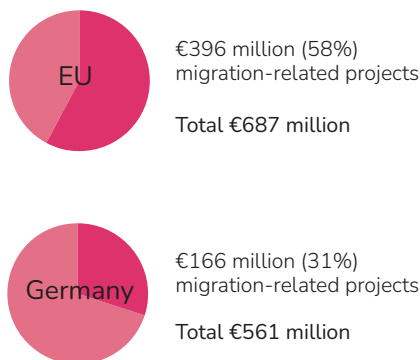 EU
€396 million (58%)
migration-related projects
Total €687 million
Germany
€166 million (31%)
migration-related projects
Total €561 million